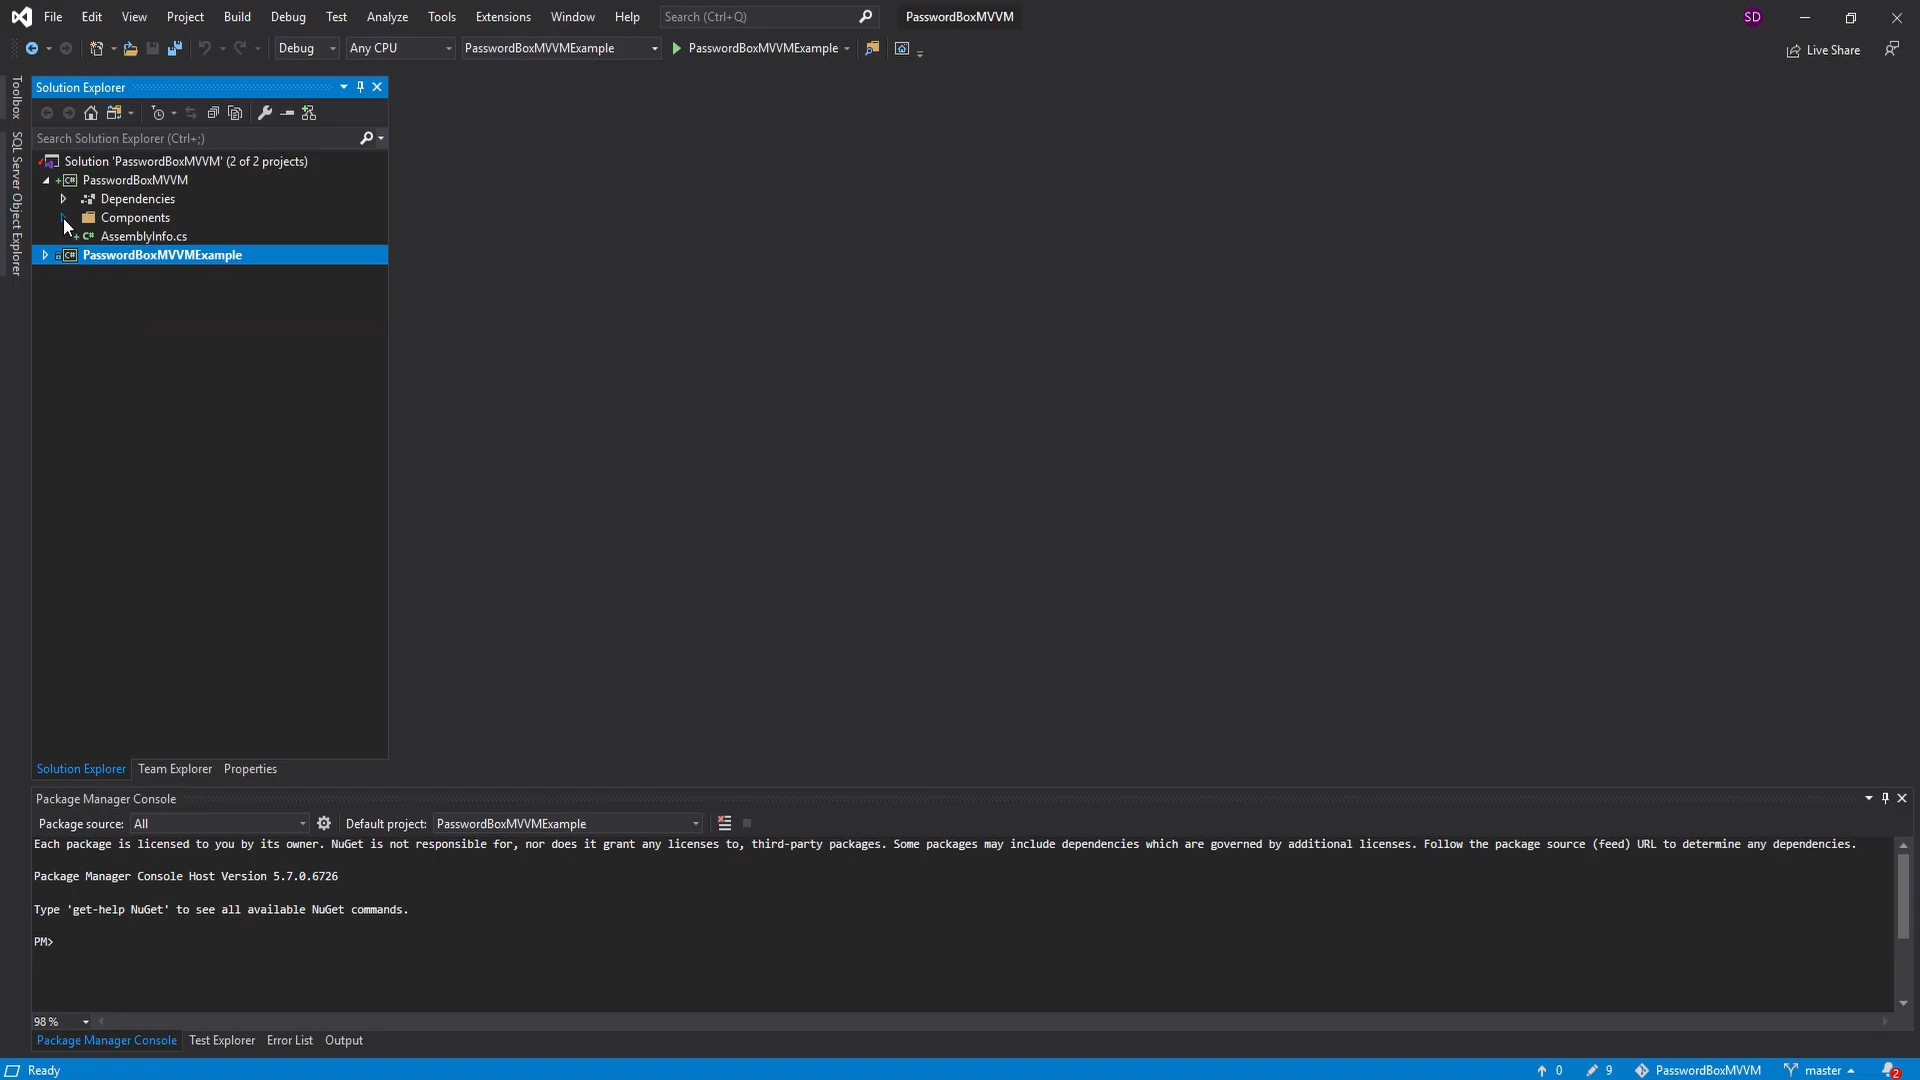 File Edit View Project Build Debug Test Analyze Tools Extensions Window Help Search (Ctrl+Q) PasswordBoxMVVM SD
Debug Any CPU PasswordBoxMVVMExample PasswordBoxMVVMExample Live Share
Toolbox
SQL Server Object Explorer
Solution Explorer
Search Solution Explorer (Ctrl+;)
Solution 'PasswordBoxMVVM' (2 of 2 projects)
C# PasswordBoxMVVM
Dependencies
Components
C# AssemblyInfo.cs
C# PasswordBoxMVVMExample
Solution Explorer Team Explorer Properties
Package Manager Console
Package source: All Default project: PasswordBoxMVVMExample
Each package is licensed to you by its owner. NuGet is not responsible for, nor does it grant any licenses to, third-party packages. Some packages may include dependencies which are governed by additional licenses. Follow the package source (feed) URL to determine any dependencies.
Package Manager Console Host Version 5.7.0.6726
Type 'get-help NuGet' to see all available NuGet commands.
PM>
98 %
Package Manager Console Test Explorer Error List Output
Ready 0 9 PasswordBoxMVVM master 2